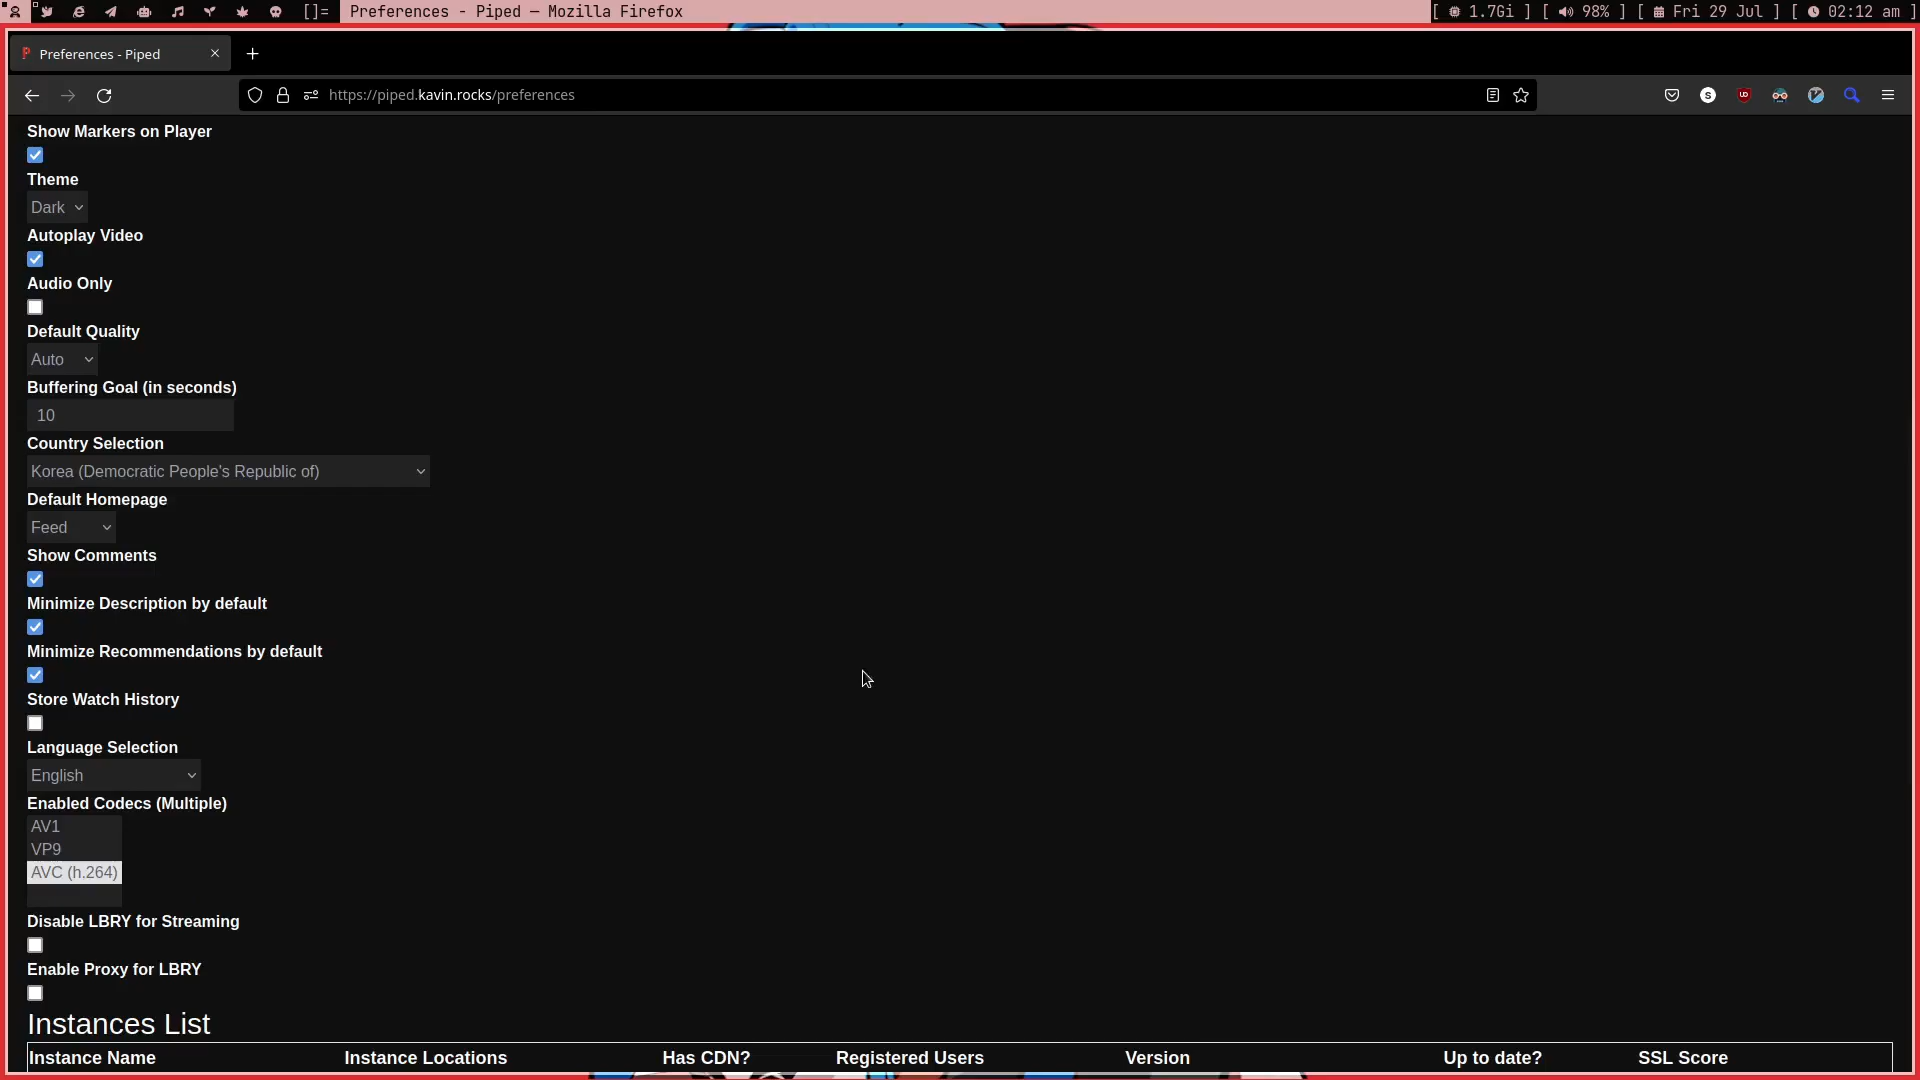 []= Preferences - Piped — Mozilla Firefox [ 1.7Gi ] [ 98% ] [ Fri 29 Jul ] [ 02:12 am ]
Preferences - Piped
https://piped.kavin.rocks/preferences
Show Markers on Player
Theme
Dark
Autoplay Video
Audio Only
Default Quality
Auto
Buffering Goal (in seconds)
10
Country Selection
Korea (Democratic People's Republic of)
Default Homepage
Feed
Show Comments
Minimize Description by default
Minimize Recommendations by default
Store Watch History
Language Selection
English
Enabled Codecs (Multiple)
AV1
VP9
AVC (h.264)
Disable LBRY for Streaming
Enable Proxy for LBRY
Instances List
Instance Name Instance Locations Has CDN? Registered Users Version Up to date? SSL Score